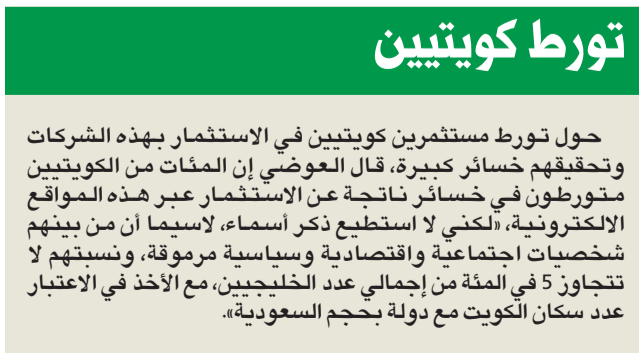 تورط كويتيين
حول تورط مستثمرين كويتيين في الاستثمار بهذه الشركات
وتحقيقهم خسائر كبيرة، قال العوضي إن المئات من الكويتيين
متورطون في خسائر ناتجة عن الاستثمار عبر هذه المواقع
الالكترونية، «لكني لا استطيع ذكر أسماء، لاسيما أن من بينهم
شخصيات اجتماعية واقتصادية وسياسية مرموقة، ونسبتهم لا
تتجاوز 5 في المئة من إجمالي عدد الخليجيين، مع الأخذ في الاعتبار
عدد سكان الكويت مع دولة بحجم السعودية».